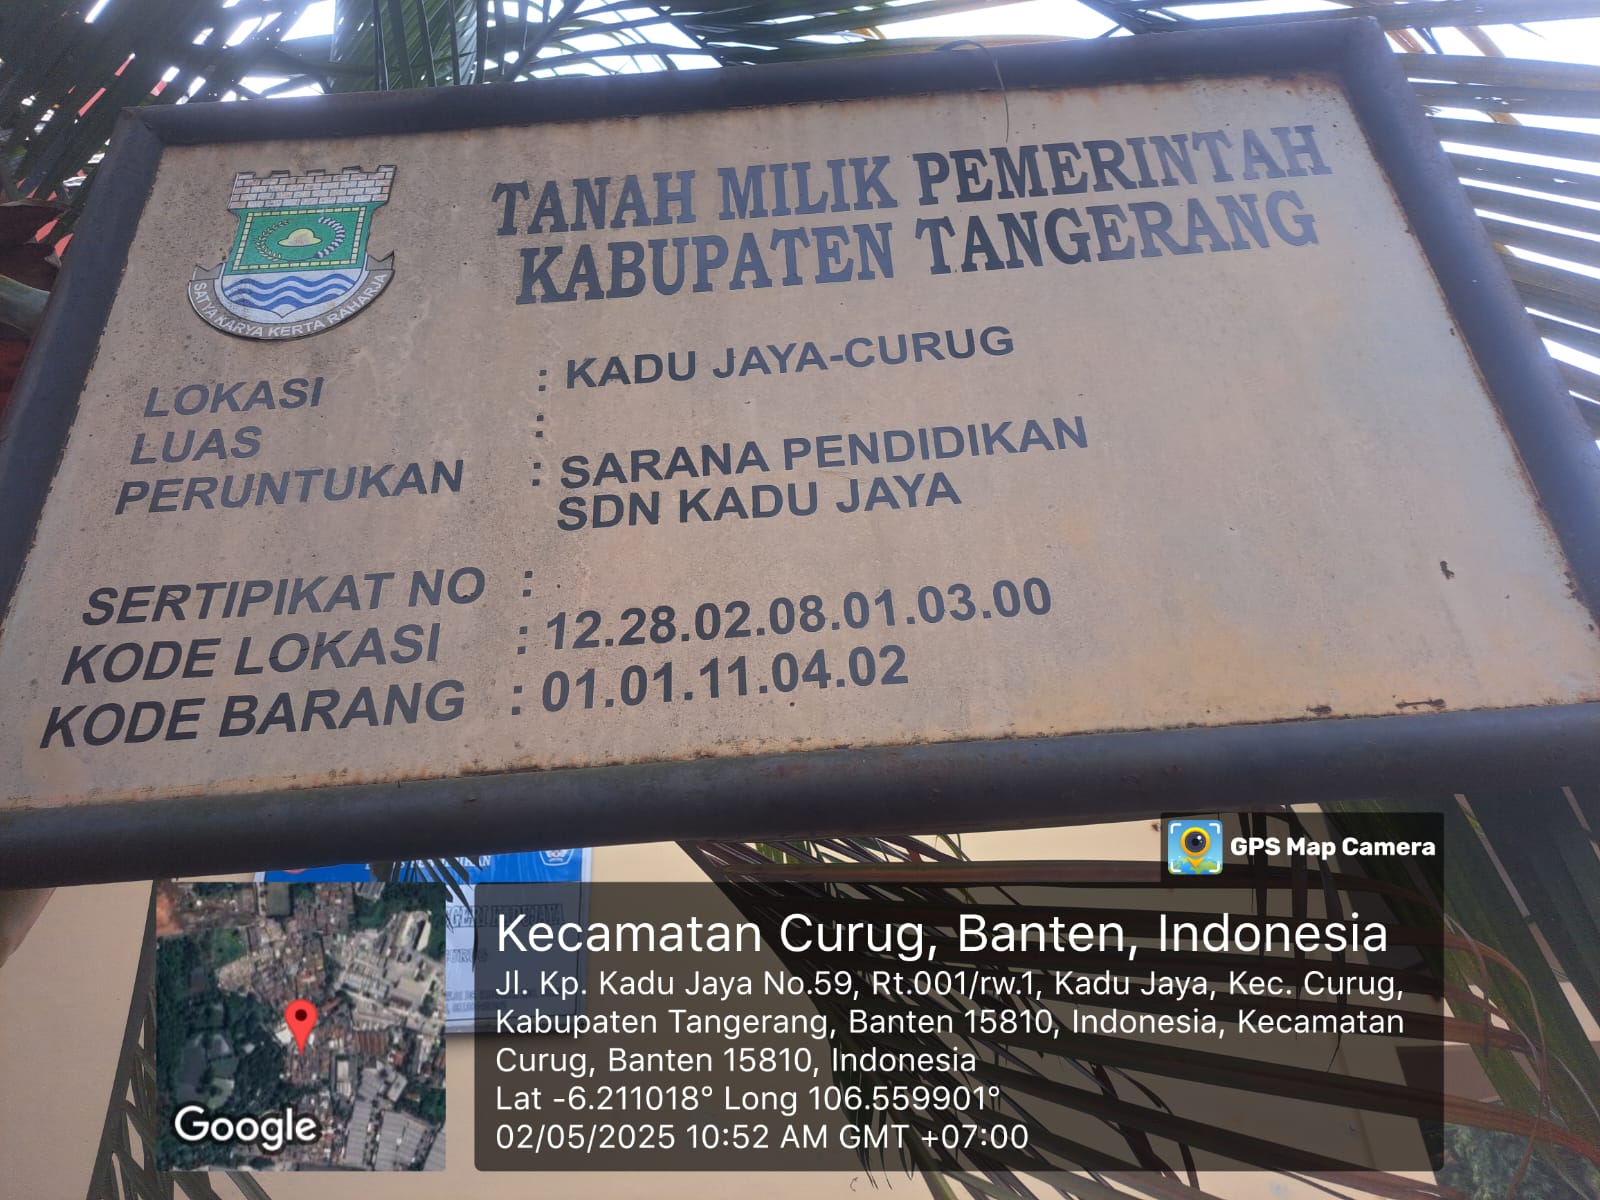 TANAH MILIK PEMERINTAH
KABUPATEN TANGERANG
SATYA KARYA KERTA RAHARJA
LOKASI : KADU JAYA-CURUG
LUAS :
PERUNTUKAN : SARANA PENDIDIKAN
SDN KADU JAYA
SERTIPIKAT NO :
KODE LOKASI : 12.28.02.08.01.03.00
KODE BARANG : 01.01.11.04.02
GPS Map Camera
Kecamatan Curug, Banten, Indonesia
Jl. Kp. Kadu Jaya No.59, Rt.001/rw.1, Kadu Jaya, Kec. Curug,
Kabupaten Tangerang, Banten 15810, Indonesia, Kecamatan
Curug, Banten 15810, Indonesia
Lat -6.211018° Long 106.559901°
02/05/2025 10:52 AM GMT +07:00
Google